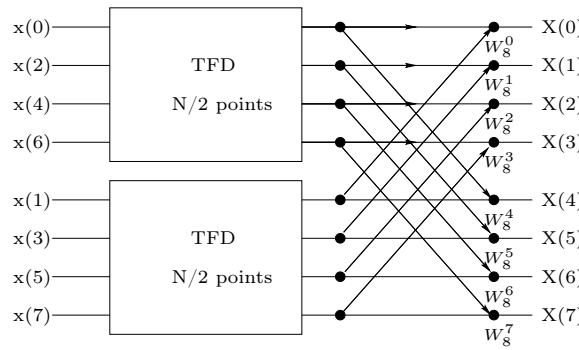 x(0) X(0)
W_8^0
x(2) TFD X(1)
W_8^1
x(4) N/2 points X(2)
W_8^2
x(6) X(3)
W_8^3
x(1) X(4)
W_8^4
x(3) TFD X(5)
W_8^5
x(5) N/2 points X(6)
W_8^6
x(7) X(7)
W_8^7